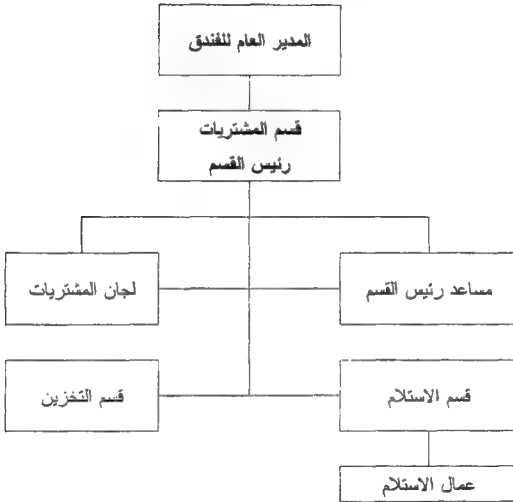 المدير العام للفندق
قسم المشتريات
رئيس القسم
مساعد رئيس القسم
لجان المشتريات
قسم الاستلام
قسم التخزين
عمال الاستلام